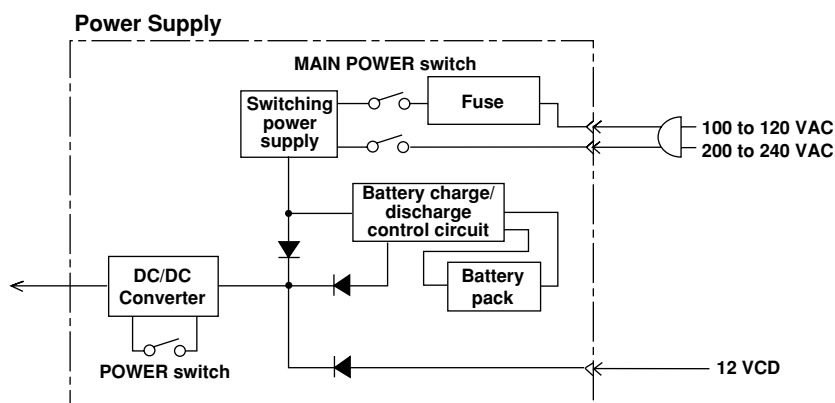 Power Supply
MAIN POWER switch
Switching
power
supply
Fuse
100 to 120 VAC
200 to 240 VAC
Battery charge/
discharge
control circuit
DC/DC
Converter
Battery
pack
POWER switch
12 VCD